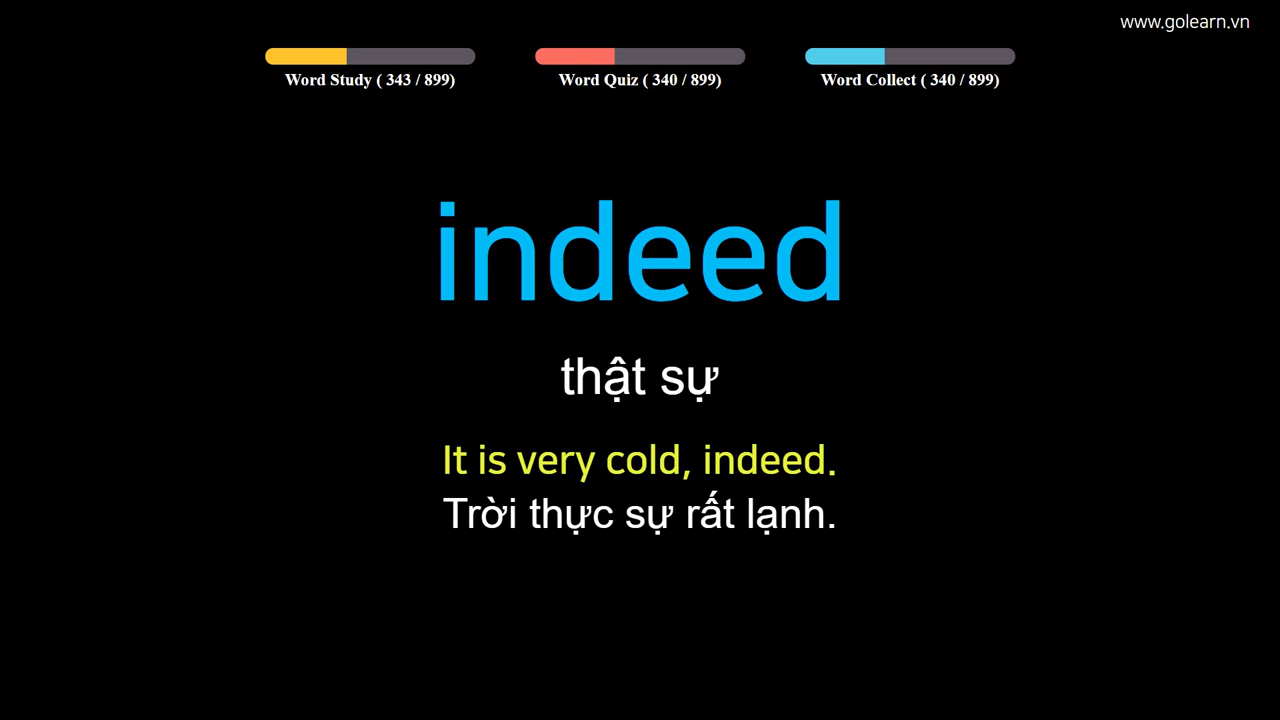 www.golearn.vn
Word Study ( 343 / 899)
Word Quiz ( 340 / 899)
Word Collect ( 340 / 899)
indeed
thật sự
It is very cold, indeed.
Trời thực sự rất lạnh.